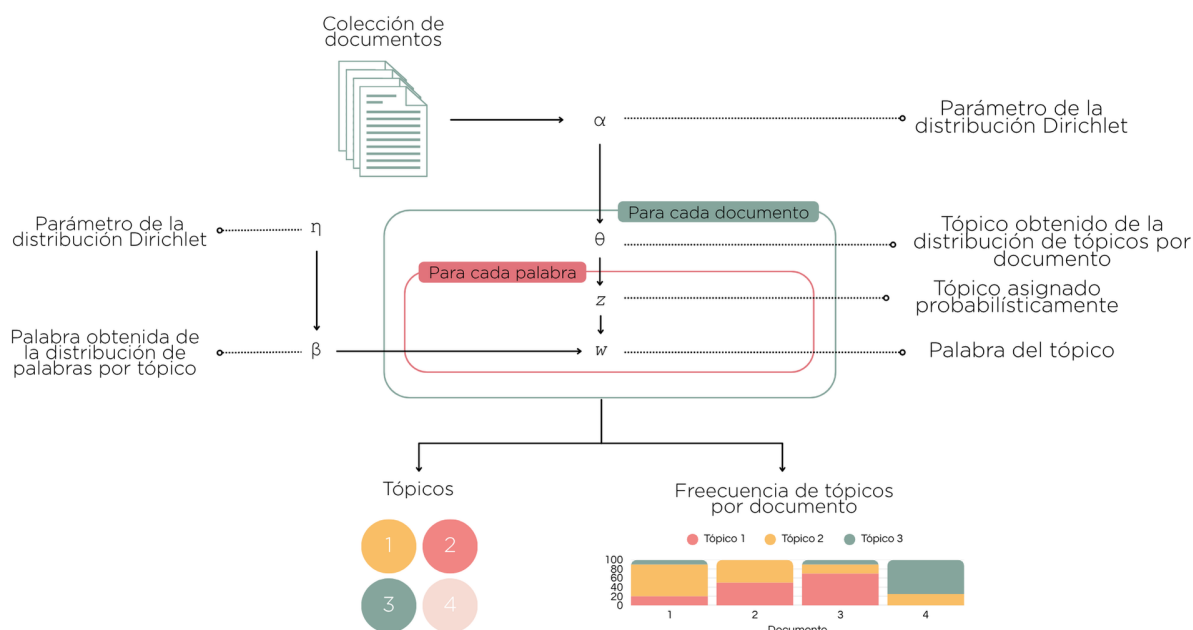 Colección de
documentos
α
Parámetro de la
distribución Dirichlet
Para cada documento
Parámetro de la
distribución Dirichlet
η
θ
Tópico obtenido de la
distribución de tópicos por
documento
Para cada palabra
z
Tópico asignado
probabilísticamente
Palabra obtenida de
la distribución de
palabras por tópico
β
w
Palabra del tópico
Tópicos
1
2
3
4
Freecuencia de tópicos
por documento
Tópico 1
Tópico 2
Tópico 3
100
80
60
40
20
0
1
2
3
4
Documento